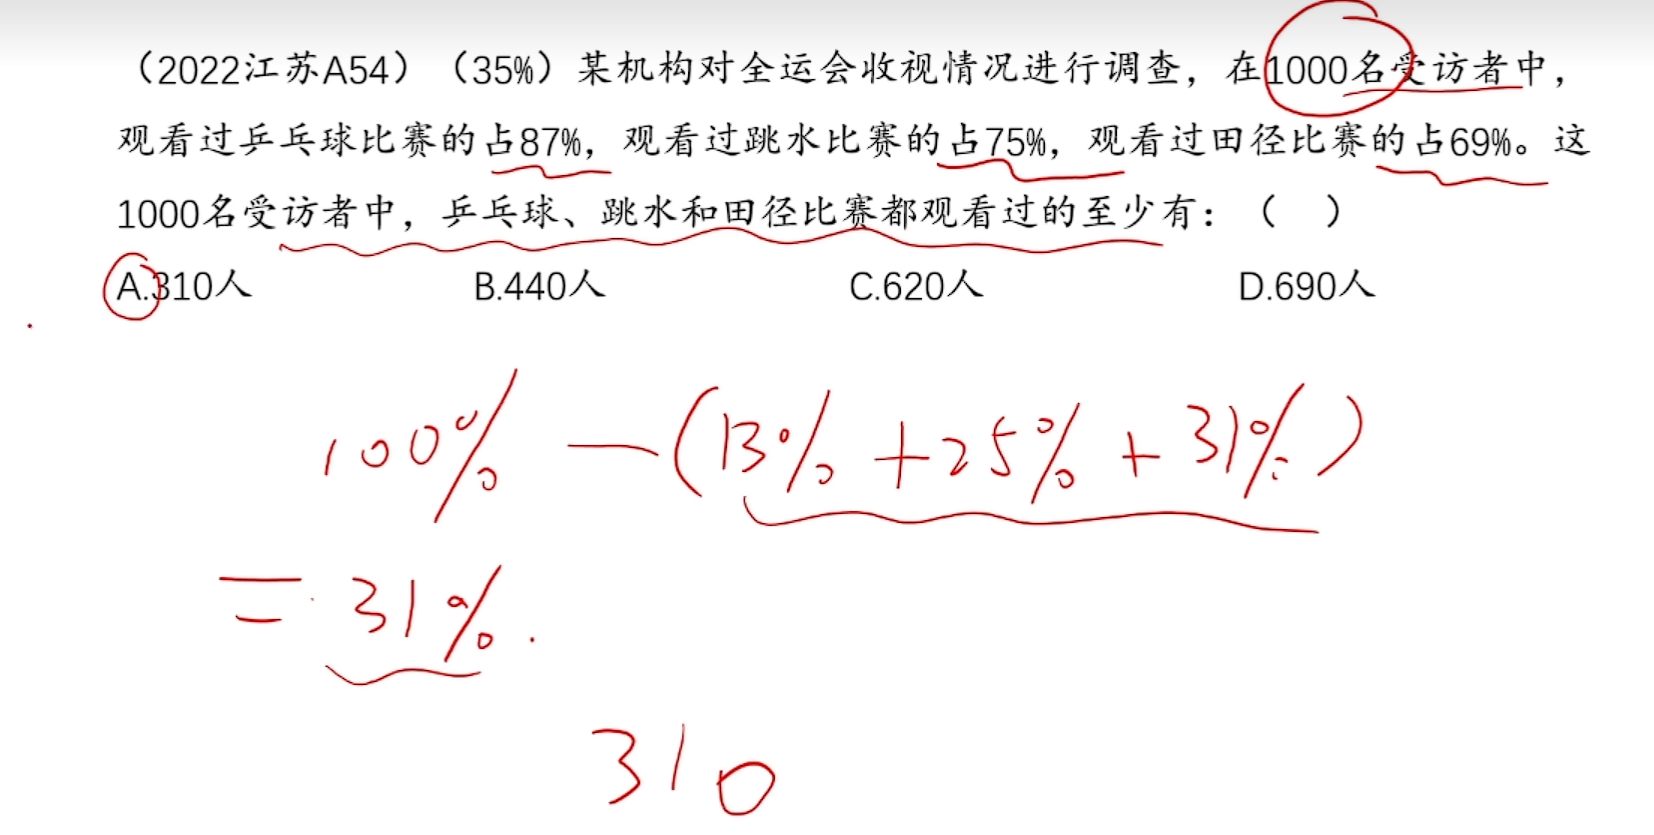 （2022江苏A54）（35%）某机构对全运会收视情况进行调查，在1000名受访者中，
观看过乒乓球比赛的占87%，观看过跳水比赛的占75%，观看过田径比赛的占69%。这
1000名受访者中，乒乓球、跳水和田径比赛都观看过的至少有：（ ）
A.310人 B.440人 C.620人 D.690人
100% —(13% +25% + 31%)
= 31%.
310